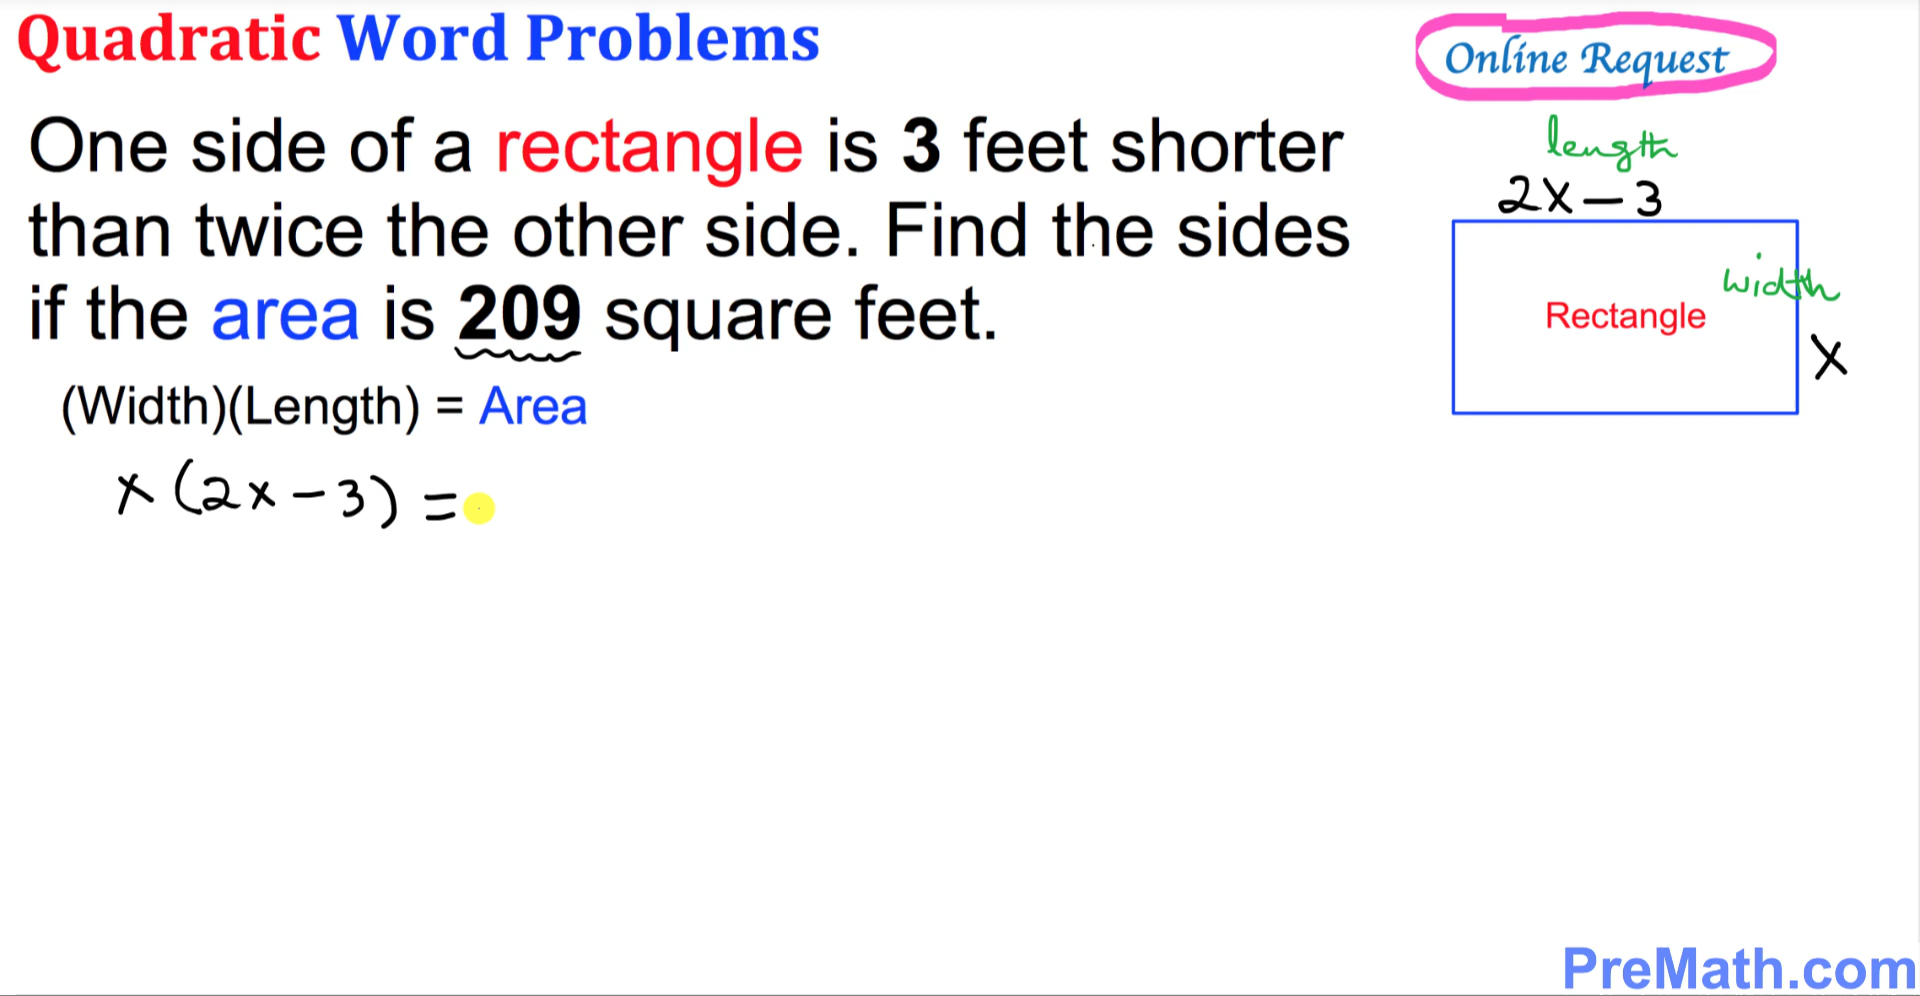 Quadratic Word Problems
Online Request
One side of a rectangle is 3 feet shorter
than twice the other side. Find the sides
if the area is 209 square feet.
length
2x – 3
width
Rectangle
x
(Width)(Length) = Area
x (2x – 3) =
PreMath.com